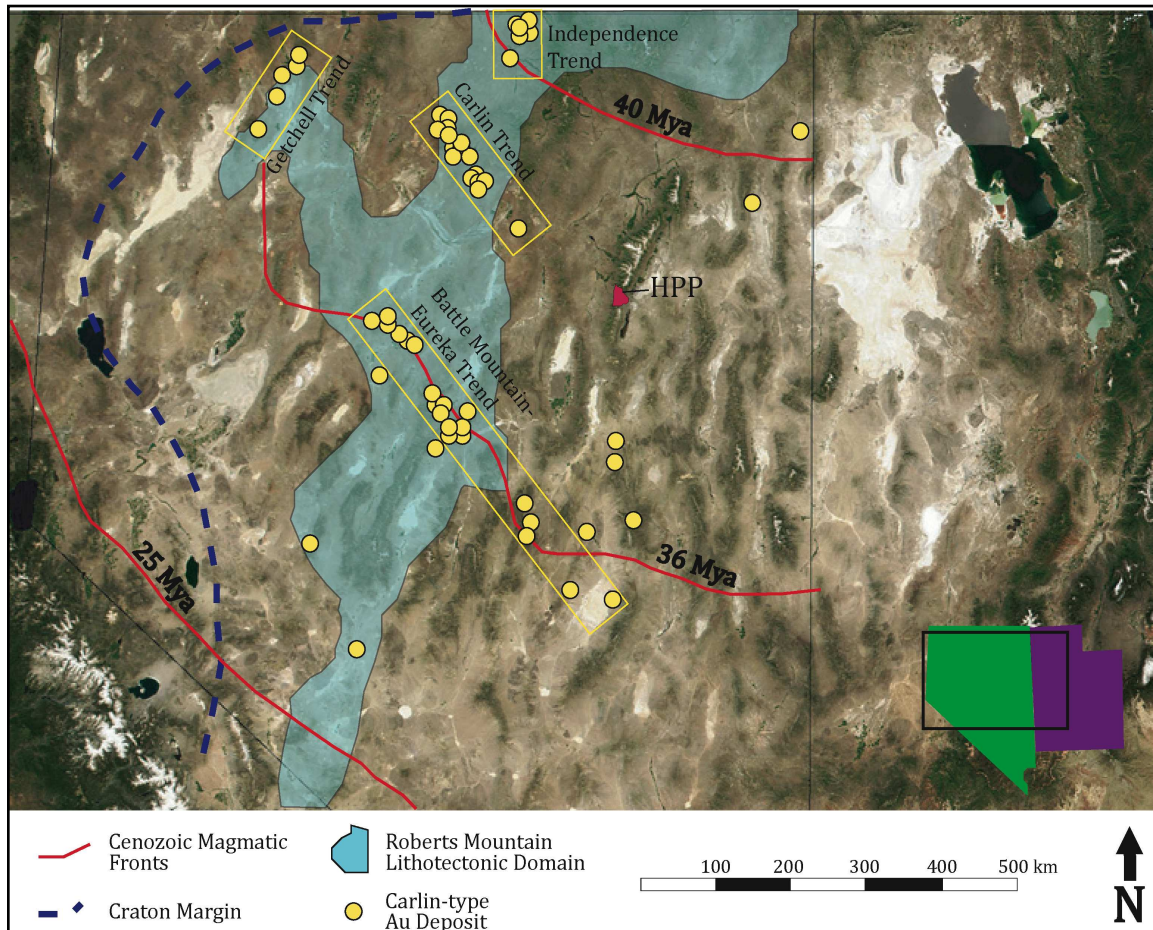 Independence
Trend
Getchell Trend
Carlin Trend
40 Mya
HPP
Battle Mountain-
Eureka Trend
36 Mya
25 Mya
Cenozoic Magmatic
Fronts
Roberts Mountain
Lithotectonic Domain
Craton Margin
Carlin-type
Au Deposit
100 200 300 400 500 km
N